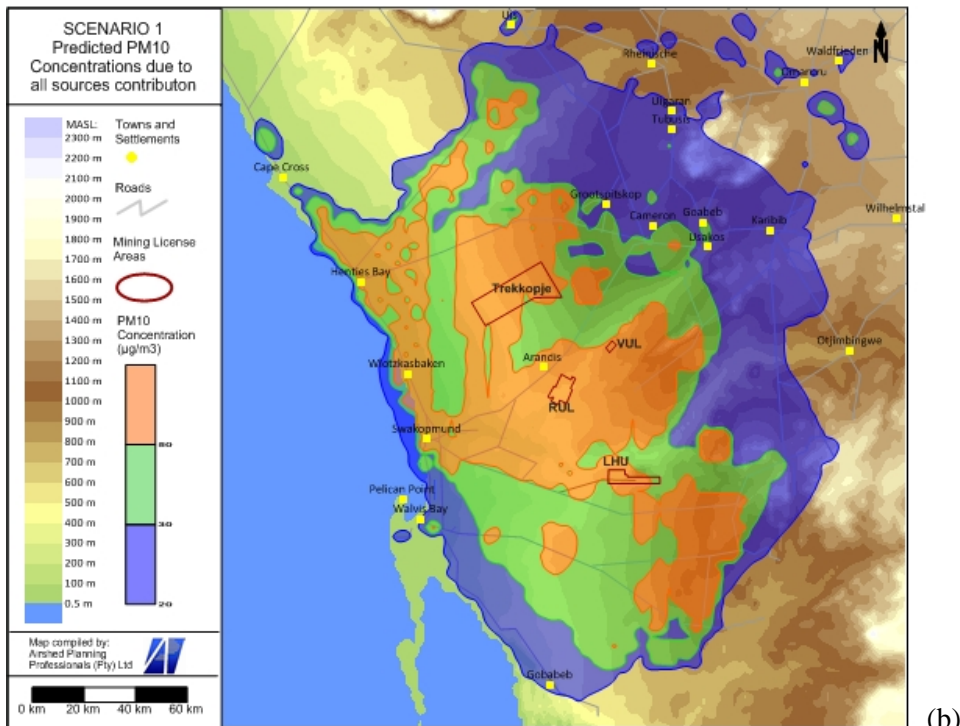 SCENARIO 1
Predicted PM10
Concentrations due to
all sources contributon
MASL:
2300 m
2200 m
2100 m
2000 m
1900 m
1800 m
1700 m
1600 m
1500 m
1400 m
1300 m
1200 m
1100 m
1000 m
900 m
800 m
700 m
600 m
500 m
400 m
300 m
200 m
100 m
0.5 m
Towns and
Settlements
Roads
Mining License
Areas
PM10
Concentration
(µg/m3)
20
Map compiled by:
Airshed Planning
Professionals (Pty) Ltd
0 km
20 km
40 km
60 km
N
Uis
Rheinische
Waldfrieden
Omaruru
Tubusis
Cape Cross
Grootspitskop
Wilhelmstal
Cameron
Goabeb
Karibib
Usakos
Henties Bay
Trekkopje
Otjimbingwe
VUL
Arandis
Wlotzkasbaken
RUL
Swakopmund
LHU
Pelican Point
Walvis Bay
Gobabeb
(b)